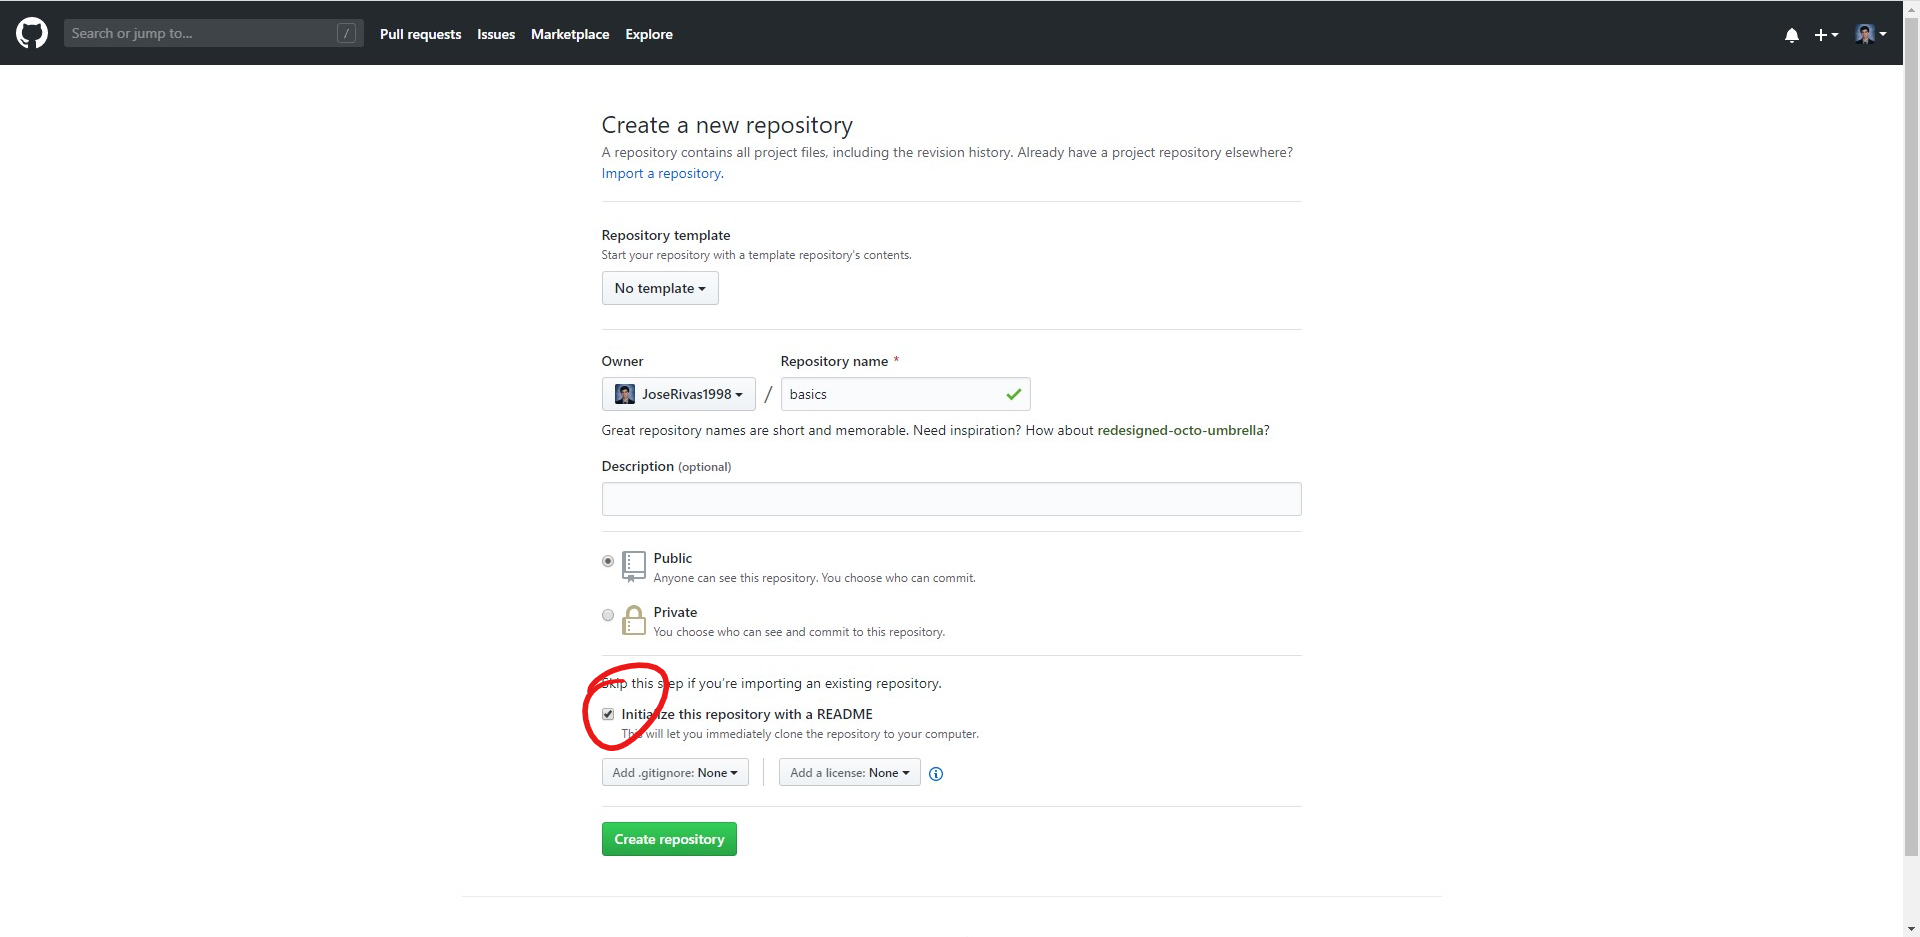 Search or jump to... / Pull requests Issues Marketplace Explore
Create a new repository
A repository contains all project files, including the revision history. Already have a project repository elsewhere?
Import a repository.
Repository template
Start your repository with a template repository's contents.
No template
Owner Repository name *
JoseRivas1998 / basics
Great repository names are short and memorable. Need inspiration? How about redesigned-octo-umbrella?
Description (optional)
Public
Anyone can see this repository. You choose who can commit.
Private
You choose who can see and commit to this repository.
Skip this step if you're importing an existing repository.
Initialize this repository with a README
This will let you immediately clone the repository to your computer.
Add .gitignore: None Add a license: None
Create repository